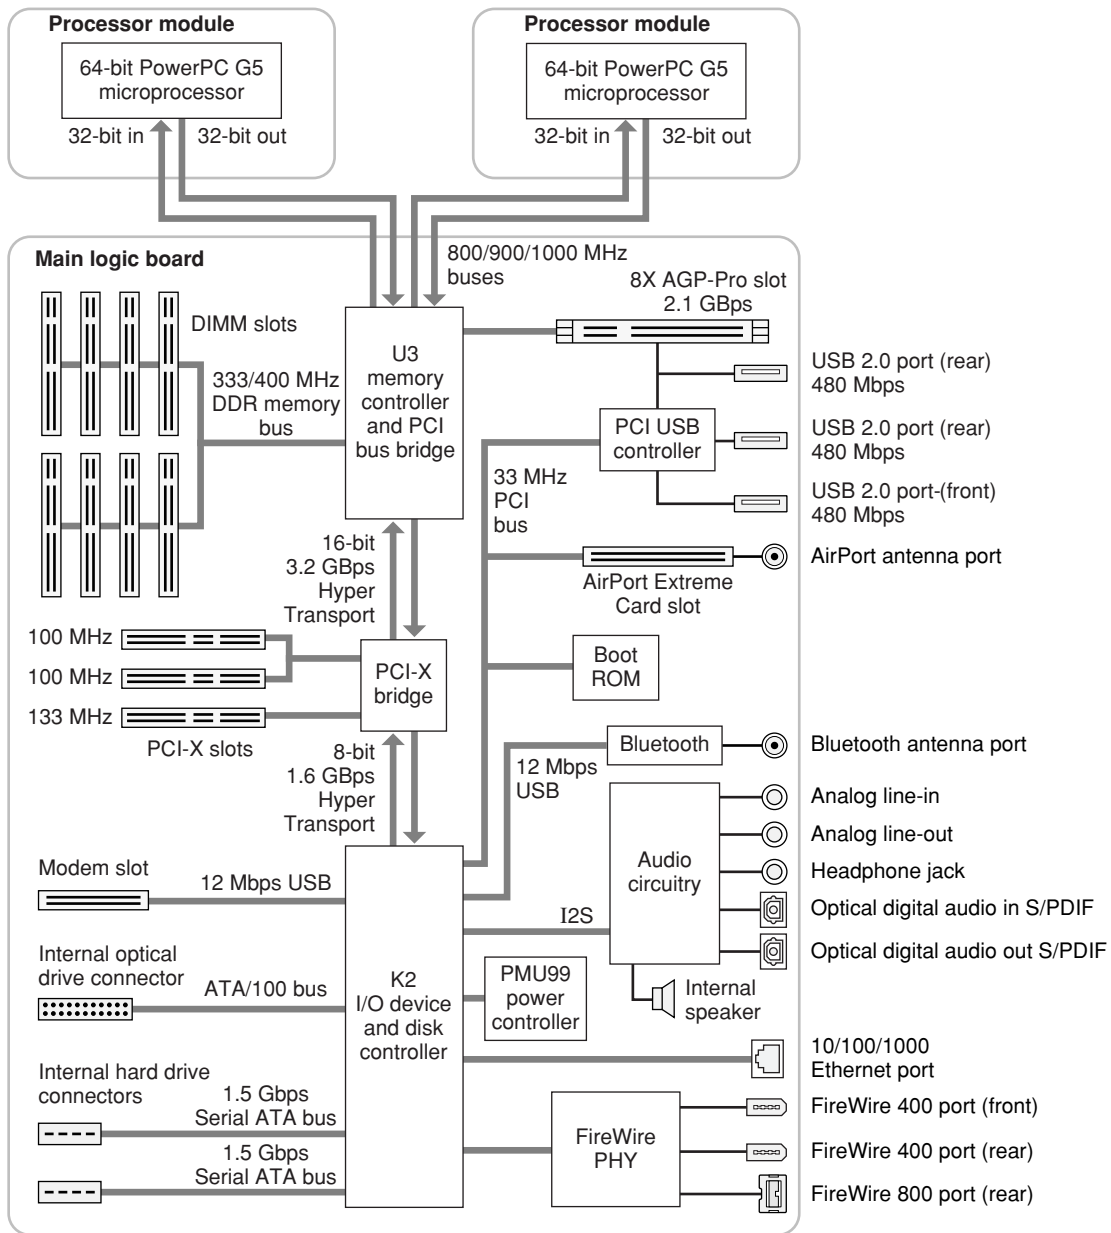 Processor module
64-bit PowerPC G5
microprocessor
32-bit in
32-bit out
Processor module
64-bit PowerPC G5
microprocessor
32-bit in
32-bit out
Main logic board
800/900/1000 MHz
buses
8X AGP-Pro slot
2.1 GBps
DIMM slots
U3
memory
controller
and PCI
bus bridge
333/400 MHz
DDR memory
bus
USB 2.0 port (rear)
480 Mbps
PCI USB
controller
USB 2.0 port (rear)
480 Mbps
33 MHz
PCI
bus
USB 2.0 port-(front)
480 Mbps
16-bit
3.2 GBps
Hyper
Transport
AirPort Extreme
Card slot
AirPort antenna port
100 MHz
100 MHz
133 MHz
PCI-X slots
PCI-X
bridge
Boot
ROM
8-bit
1.6 GBps
Hyper
Transport
12 Mbps
USB
Bluetooth
Bluetooth antenna port
Analog line-in
Analog line-out
Headphone jack
Optical digital audio in S/PDIF
Optical digital audio out S/PDIF
Audio
circuitry
I2S
Internal
speaker
Modem slot
12 Mbps USB
Internal optical
drive connector
ATA/100 bus
K2
I/O device
and disk
controller
PMU99
power
controller
10/100/1000
Ethernet port
Internal hard drive
connectors
1.5 Gbps
Serial ATA bus
1.5 Gbps
Serial ATA bus
FireWire
PHY
FireWire 400 port (front)
FireWire 400 port (rear)
FireWire 800 port (rear)